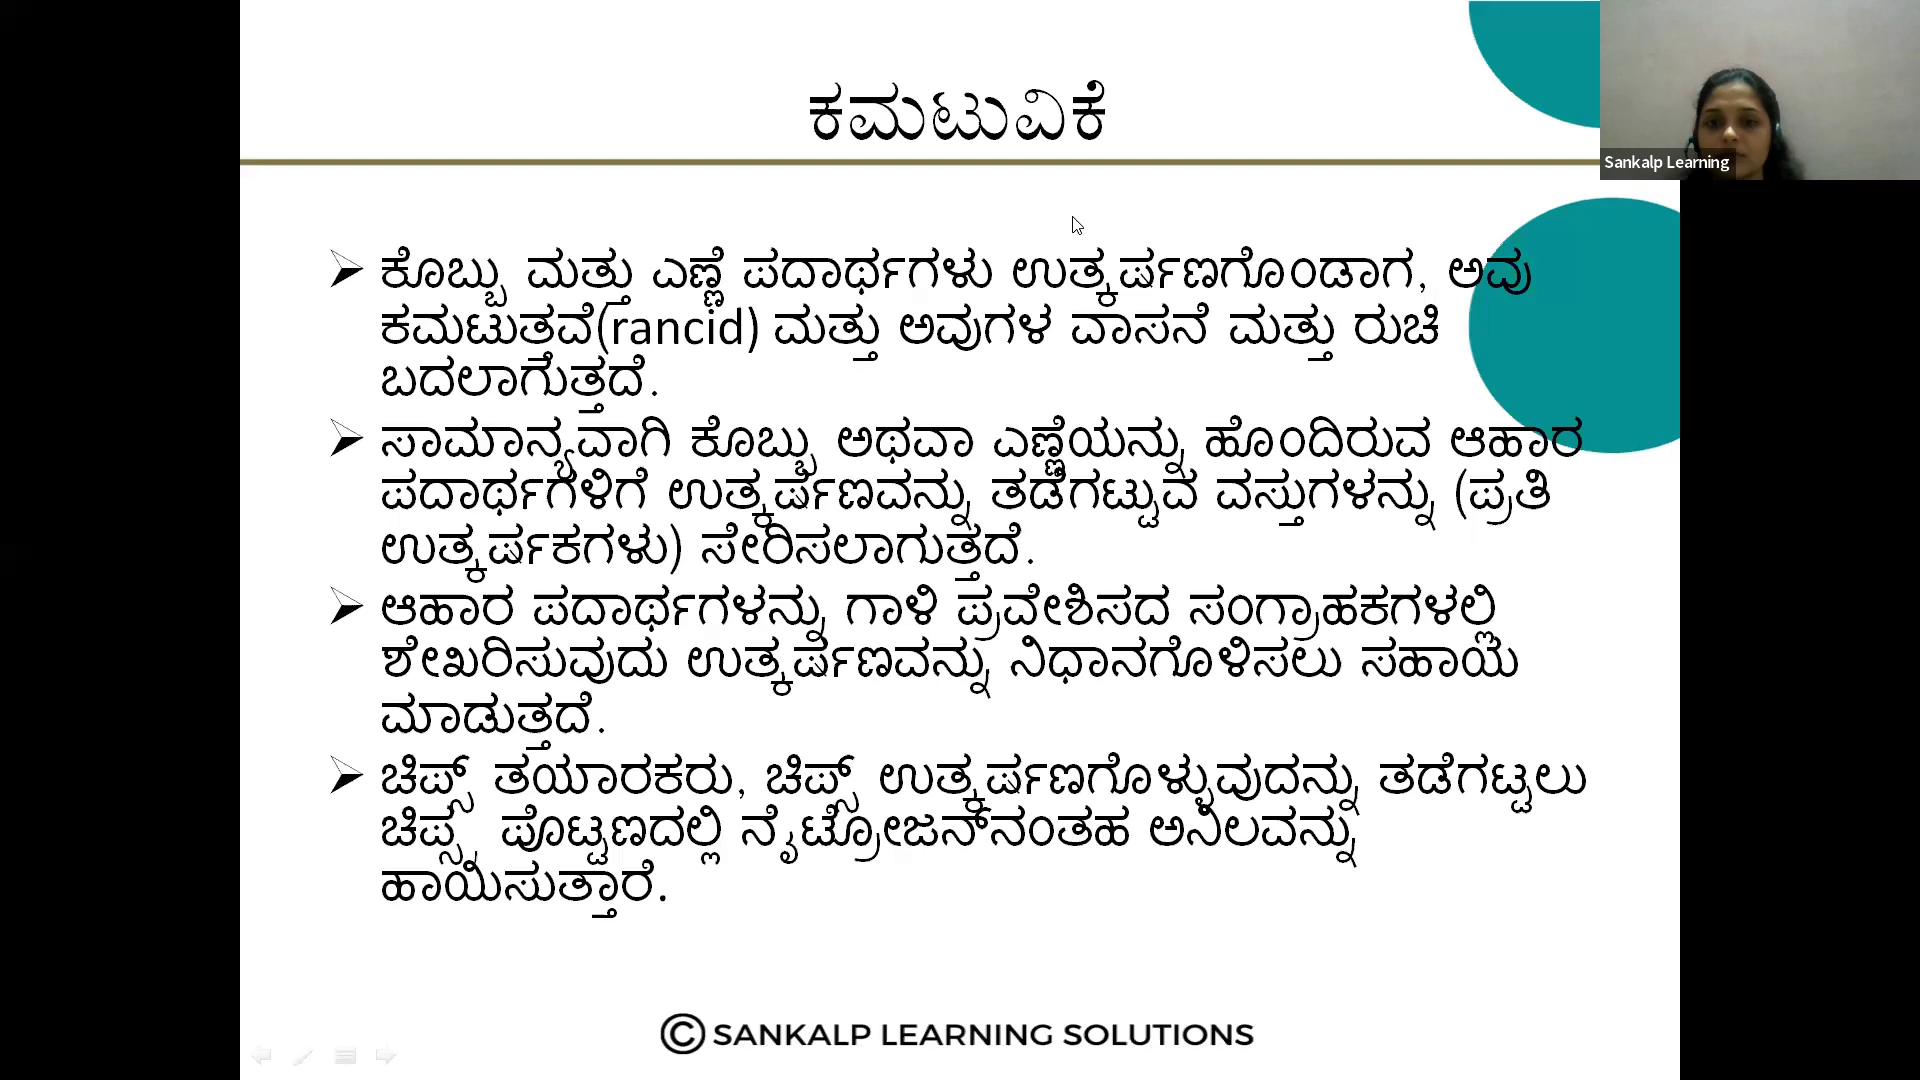 ಕಮಟುವಿಕೆ
Sankalp Learning
ಕೊಬ್ಬು ಮತ್ತು ಎಣ್ಣೆ ಪದಾರ್ಥಗಳು ಉತ್ಕರ್ಷಣಗೊಂಡಾಗ, ಅವು
ಕಮಟುತ್ತವೆ(rancid) ಮತ್ತು ಅವುಗಳ ವಾಸನೆ ಮತ್ತು ರುಚಿ
ಬದಲಾಗುತ್ತದೆ.
ಸಾಮಾನ್ಯವಾಗಿ ಕೊಬ್ಬು ಅಥವಾ ಎಣ್ಣೆಯನ್ನು ಹೊಂದಿರುವ ಆಹಾರ
ಪದಾರ್ಥಗಳಿಗೆ ಉತ್ಕರ್ಷಣವನ್ನು ತಡೆಗಟ್ಟುವ ವಸ್ತುಗಳನ್ನು (ಪ್ರತಿ
ಉತ್ಕರ್ಷಕಗಳು) ಸೇರಿಸಲಾಗುತ್ತದೆ.
ಆಹಾರ ಪದಾರ್ಥಗಳನ್ನು ಗಾಳಿ ಪ್ರವೇಶಿಸದ ಸಂಗ್ರಾಹಕಗಳಲ್ಲಿ
ಶೇಖರಿಸುವುದು ಉತ್ಕರ್ಷಣವನ್ನು ನಿಧಾನಗೊಳಿಸಲು ಸಹಾಯ
ಮಾಡುತ್ತದೆ.
ಚಿಪ್ಸ್ ತಯಾರಕರು, ಚಿಪ್ಸ್ ಉತ್ಕರ್ಷಣಗೊಳ್ಳುವುದನ್ನು ತಡೆಗಟ್ಟಲು
ಚಿಪ್ಸ್ನ ಪೊಟ್ಟಣದಲ್ಲಿ ನೈಟ್ರೋಜನ್‌ನಂತಹ ಅನಿಲವನ್ನು
ಹಾಯಿಸುತ್ತಾರೆ.
© SANKALP LEARNING SOLUTIONS